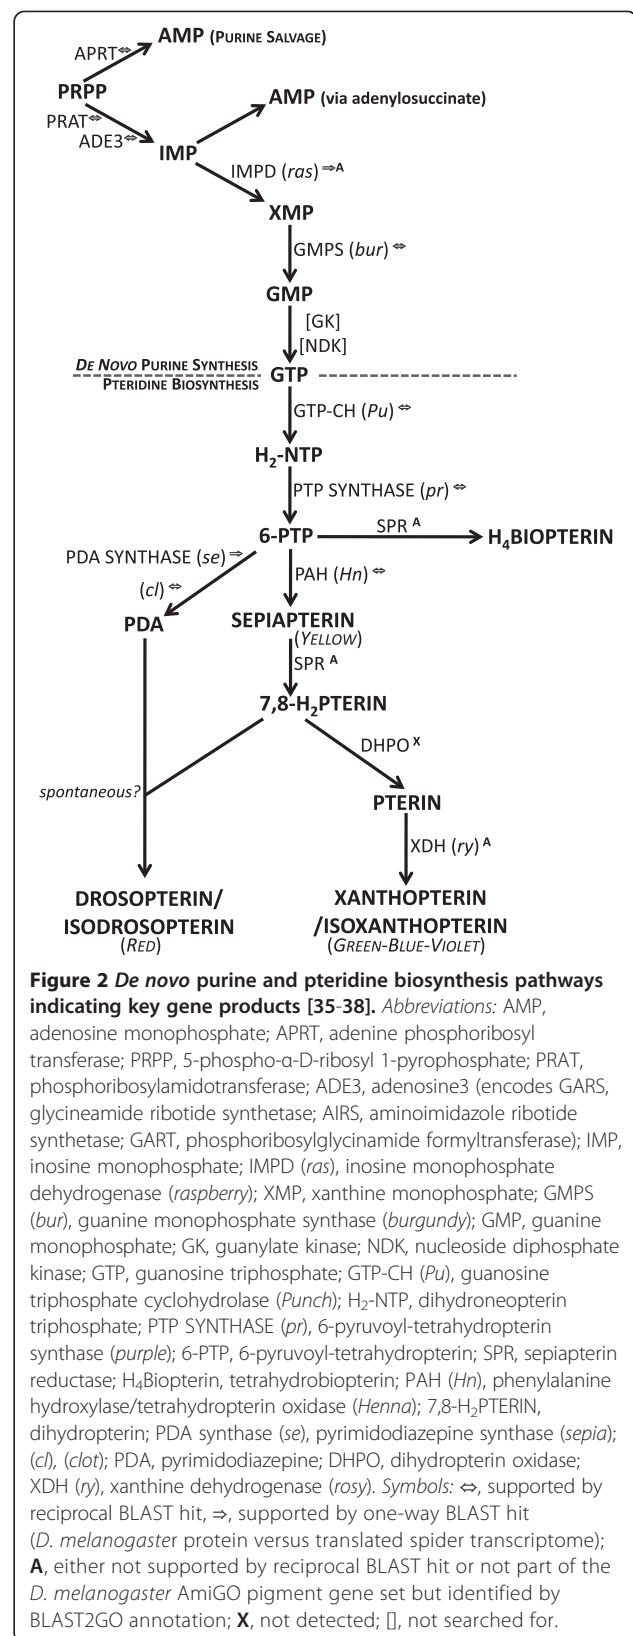 AMP (PURINE SALVAGE)
APRT⇔
PRPP
AMP (via adenylosuccinate)
PRAT⇔
ADE3⇔
IMP
IMPD (ras) ⇒A
XMP
GMPS (bur) ⇔
GMP
[GK]
[NDK]
DE NOVO PURINE SYNTHESIS
PTERIDINE BIOSYNTHESIS
GTP
GTP-CH (Pu) ⇔
H2-NTP
PTP SYNTHASE (pr) ⇔
6-PTP
SPR A
H4BIOPTERIN
PDA SYNTHASE (se) ⇒
(cl) ⇔
PAH (Hn) ⇔
PDA
SEPIAPTERIN
(YELLOW)
SPR A
7,8-H2PTERIN
DHPO X
spontaneous?
PTERIN
XDH (ry) A
DROSOPTERIN/
ISODROSOPTERIN
(RED)
XANTHOPTERIN
/ISOXANTHOPTERIN
(GREEN-BLUE-VIOLET)
Figure 2 De novo purine and pteridine biosynthesis pathways
indicating key gene products [35-38]. Abbreviations: AMP,
adenosine monophosphate; APRT, adenine phosphoribosyl
transferase; PRPP, 5-phospho-α-D-ribosyl 1-pyrophosphate; PRAT,
phosphoribosylamidotransferase; ADE3, adenosine3 (encodes GARS,
glycineamide ribotide synthetase; AIRS, aminoimidazole ribotide
synthetase; GART, phosphoribosylglycinamide formyltransferase); IMP,
inosine monophosphate; IMPD (ras), inosine monophosphate
dehydrogenase (raspberry); XMP, xanthine monophosphate; GMPS
(bur), guanine monophosphate synthase (burgundy); GMP, guanine
monophosphate; GK, guanylate kinase; NDK, nucleoside diphosphate
kinase; GTP, guanosine triphosphate; GTP-CH (Pu), guanosine
triphosphate cyclohydrolase (Punch); H2-NTP, dihydroneopterin
triphosphate; PTP SYNTHASE (pr), 6-pyruvoyl-tetrahydropterin
synthase (purple); 6-PTP, 6-pyruvoyl-tetrahydropterin; SPR, sepiapterin
reductase; H4Biopterin, tetrahydrobiopterin; PAH (Hn), phenylalanine
hydroxylase/tetrahydropterin oxidase (Henna); 7,8-H2PTERIN,
dihydropterin; PDA synthase (se), pyrimidodiazepine synthase (sepia);
(cl), (clot); PDA, pyrimidodiazepine; DHPO, dihydropterin oxidase;
XDH (ry), xanthine dehydrogenase (rosy). Symbols: ⇔, supported by
reciprocal BLAST hit, ⇒, supported by one-way BLAST hit
(D. melanogaster protein versus translated spider transcriptome);
A, either not supported by reciprocal BLAST hit or not part of the
D. melanogaster AmiGO pigment gene set but identified by
BLAST2GO annotation; X, not detected; [], not searched for.